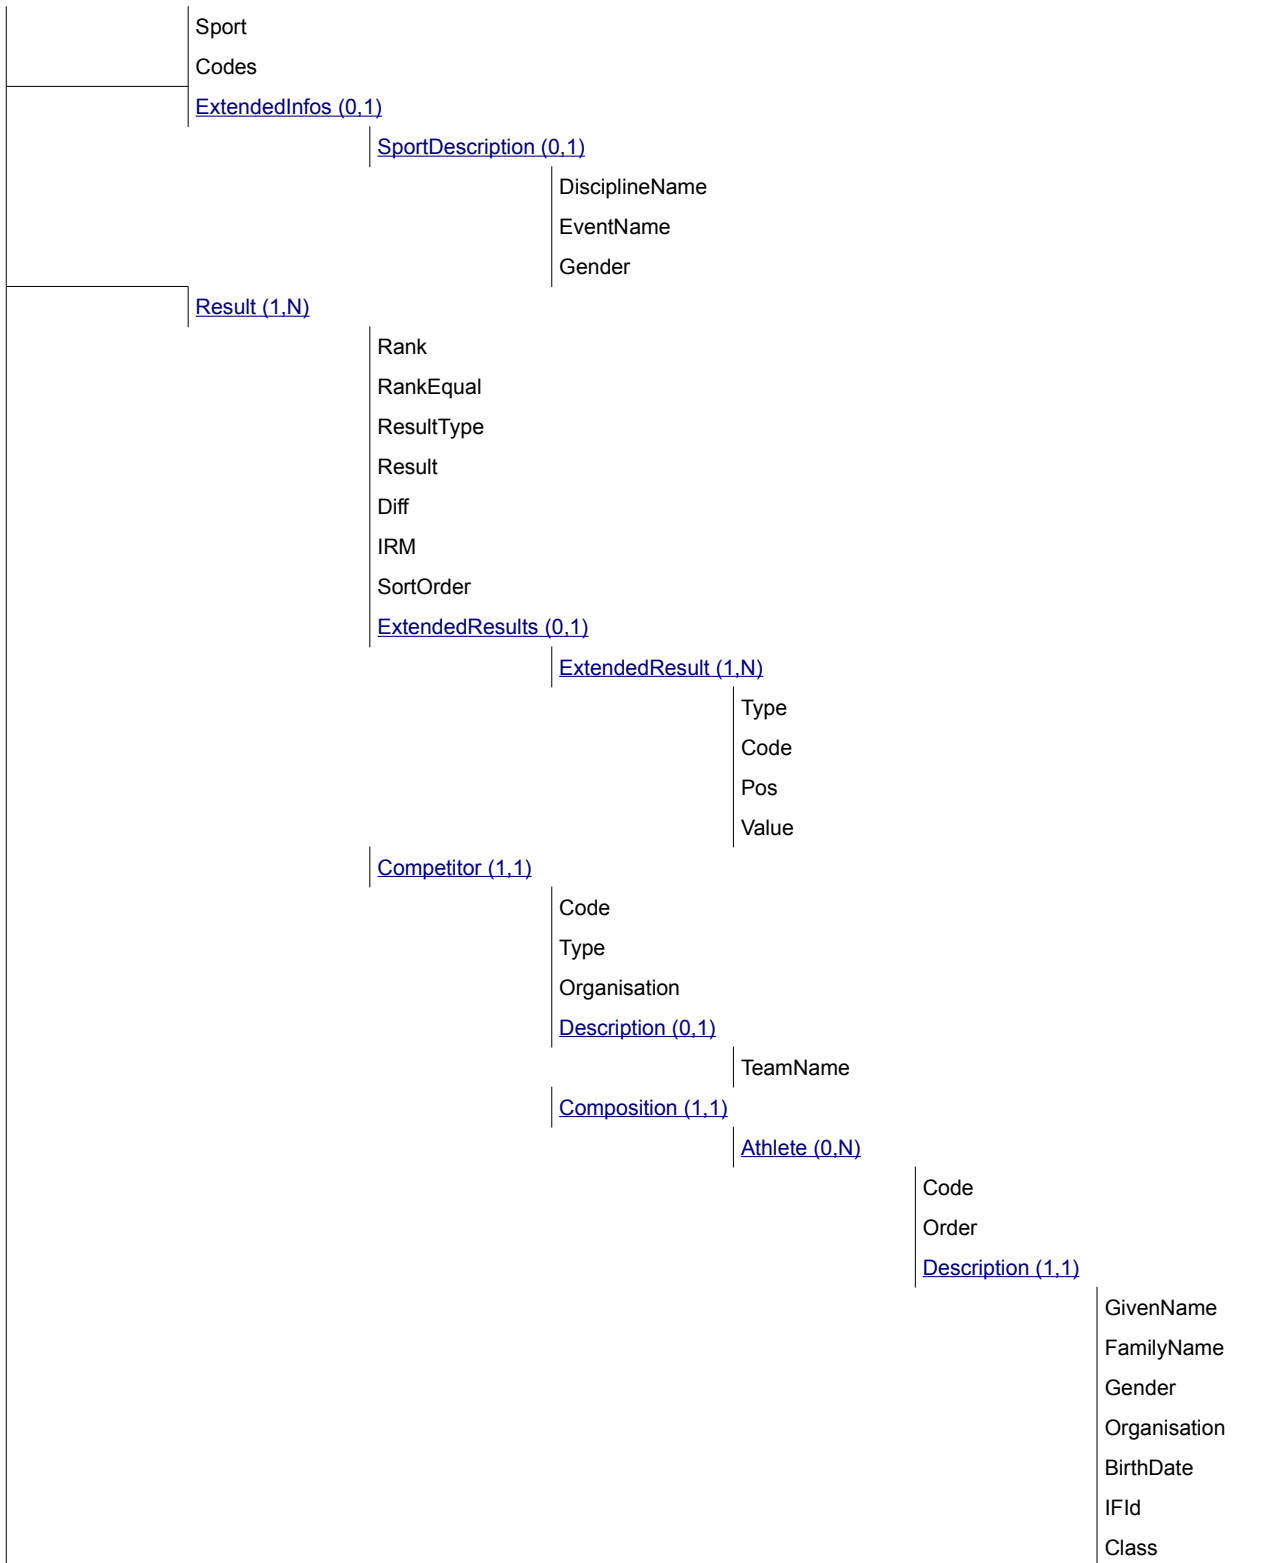 Sport
Codes
ExtendedInfos (0,1)
SportDescription (0,1)
DisciplineName
EventName
Gender
Result (1,N)
Rank
RankEqual
ResultType
Result
Diff
IRM
SortOrder
ExtendedResults (0,1)
ExtendedResult (1,N)
Type
Code
Pos
Value
Competitor (1,1)
Code
Type
Organisation
Description (0,1)
TeamName
Composition (1,1)
Athlete (0,N)
Code
Order
Description (1,1)
GivenName
FamilyName
Gender
Organisation
BirthDate
IFId
Class